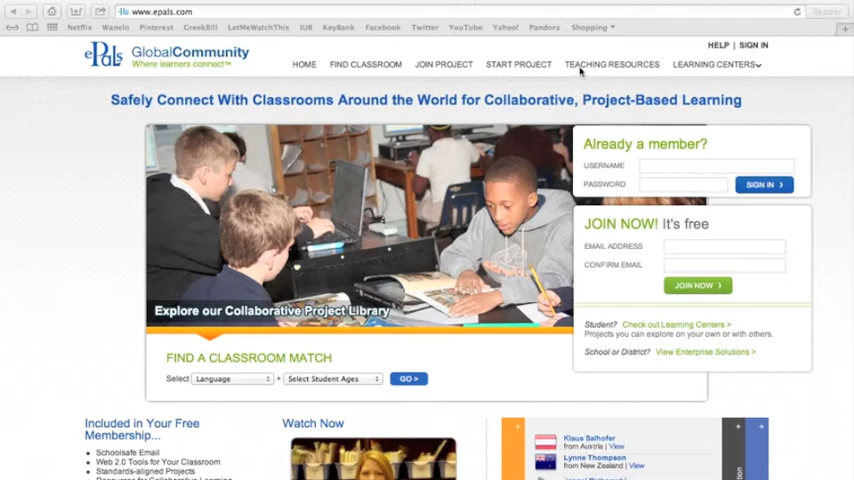 www.epals.com
Reader
Netflix Wanelo Pinterest GreekBill LetMeWatchThis IUB KeyBank Facebook Twitter YouTube Yahoo! Pandora Shopping
HELP | SIGN IN
ePals GlobalCommunity
Where learners connect™
HOME FIND CLASSROOM JOIN PROJECT START PROJECT TEACHING RESOURCES LEARNING CENTERS
Safely Connect With Classrooms Around the World for Collaborative, Project-Based Learning
Already a member?
USERNAME
PASSWORD
SIGN IN
JOIN NOW! It's free
EMAIL ADDRESS
CONFIRM EMAIL
JOIN NOW
Explore our Collaborative Project Library
Student? Check out Learning Centers >
Projects you can explore on your own or with others.
School or District? View Enterprise Solutions >
FIND A CLASSROOM MATCH
Select Language + Select Student Ages GO >
Included in Your Free
Membership...
Schoolsafe Email
Web 2.0 Tools for Your Classroom
Standards-aligned Projects
Watch Now
Klaus Salhofer
from Austria | View
Lynne Thompson
from New Zealand | View